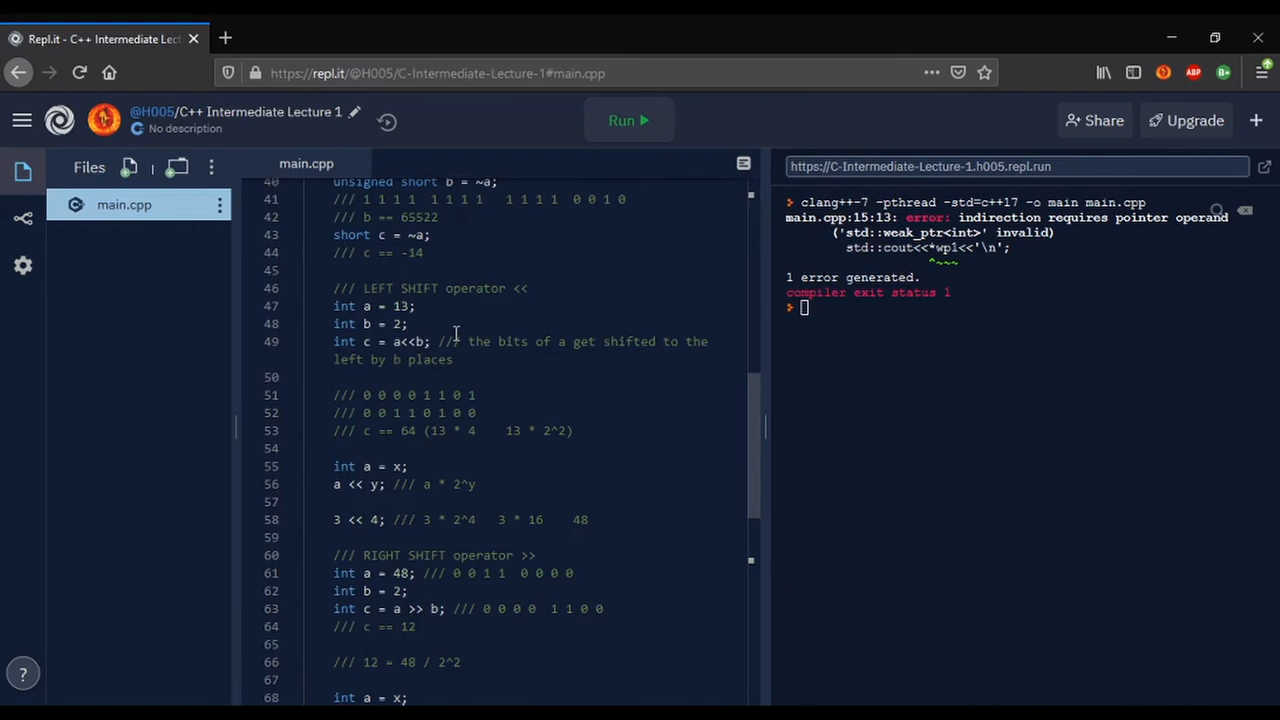 Repl.it - C++ Intermediate Lect
https://repl.it/@H005/C-Intermediate-Lecture-1#main.cpp
ABP
B+
@H005/C++ Intermediate Lecture 1
No description
Run
Share
Upgrade
Files
main.cpp
main.cpp
https://C-Intermediate-Lecture-1.h005.repl.run
40 unsigned short b = ~a;
41 /// 1 1 1 1 1 1 1 1 1 1 1 1 0 0 1 0
42 /// b == 65522
43 short c = ~a;
44 /// c == -14
45
46 /// LEFT SHIFT operator <<
47 int a = 13;
48 int b = 2;
49 int c = a<<b; /// the bits of a get shifted to the
left by b places
50
51 /// 0 0 0 0 1 1 0 1
52 /// 0 0 1 1 0 1 0 0
53 /// c == 64 (13 * 4 13 * 2^2)
54
55 int a = x;
56 a << y; /// a * 2^y
57
58 3 << 4; /// 3 * 2^4 3 * 16 48
59
60 /// RIGHT SHIFT operator >>
61 int a = 48; /// 0 0 1 1 0 0 0 0
62 int b = 2;
63 int c = a >> b; /// 0 0 0 0 1 1 0 0
64 /// c == 12
65
66 /// 12 = 48 / 2^2
67
68 int a = x;
clang++-7 -pthread -std=c++17 -o main main.cpp
main.cpp:15:13: error: indirection requires pointer operand
('std::weak_ptr<int>' invalid)
std::cout<<*wp1<<'\n';
^~~~
1 error generated.
compiler exit status 1
?